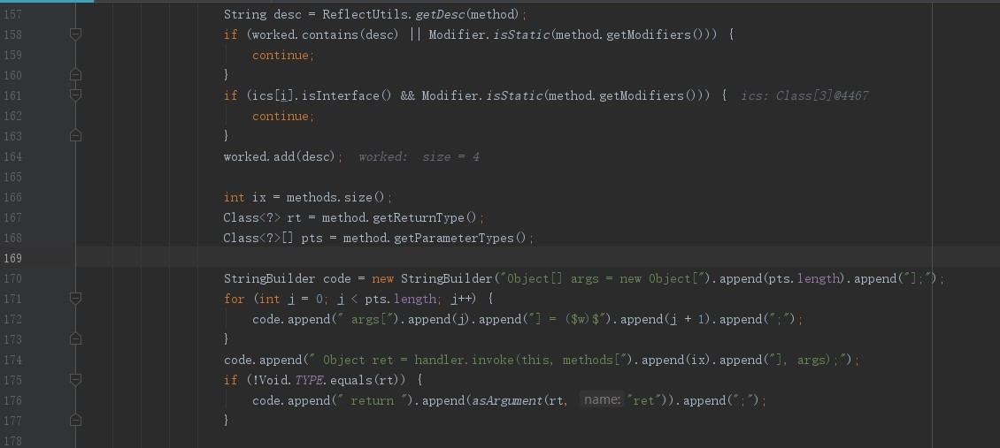 157 String desc = ReflectUtils.getDesc(method);
158 if (worked.contains(desc) || Modifier.isStatic(method.getModifiers())) {
159 continue;
160 }
161 if (ics[i].isInterface() && Modifier.isStatic(method.getModifiers())) { ics: Class[3]@4467
162 continue;
163 }
164 worked.add(desc); worked: size = 4
165
166 int ix = methods.size();
167 Class<?> rt = method.getReturnType();
168 Class<?>[] pts = method.getParameterTypes();
169
170 StringBuilder code = new StringBuilder("Object[] args = new Object[").append(pts.length).append("];");
171 for (int j = 0; j < pts.length; j++) {
172 code.append(" args[").append(j).append("] = ($w)$").append(j + 1).append(";");
173 }
174 code.append(" Object ret = handler.invoke(this, methods[").append(ix).append("], args);");
175 if (!Void.TYPE.equals(rt)) {
176 code.append(" return ").append(asArgument(rt, name: "ret")).append(";");
177 }
178